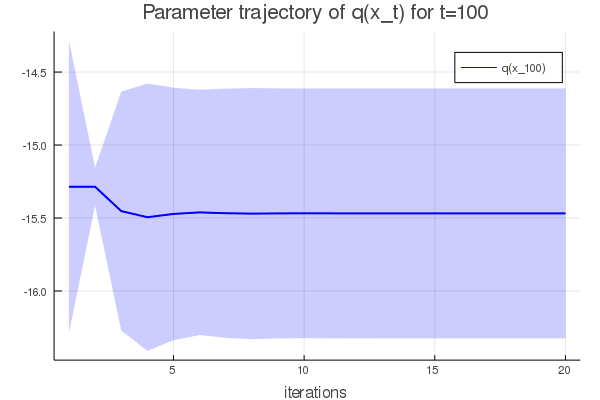 Parameter trajectory of q(x_t) for t=100
q(x_100)
-14.5
-15.0
-15.5
-16.0
5
10
15
20
iterations